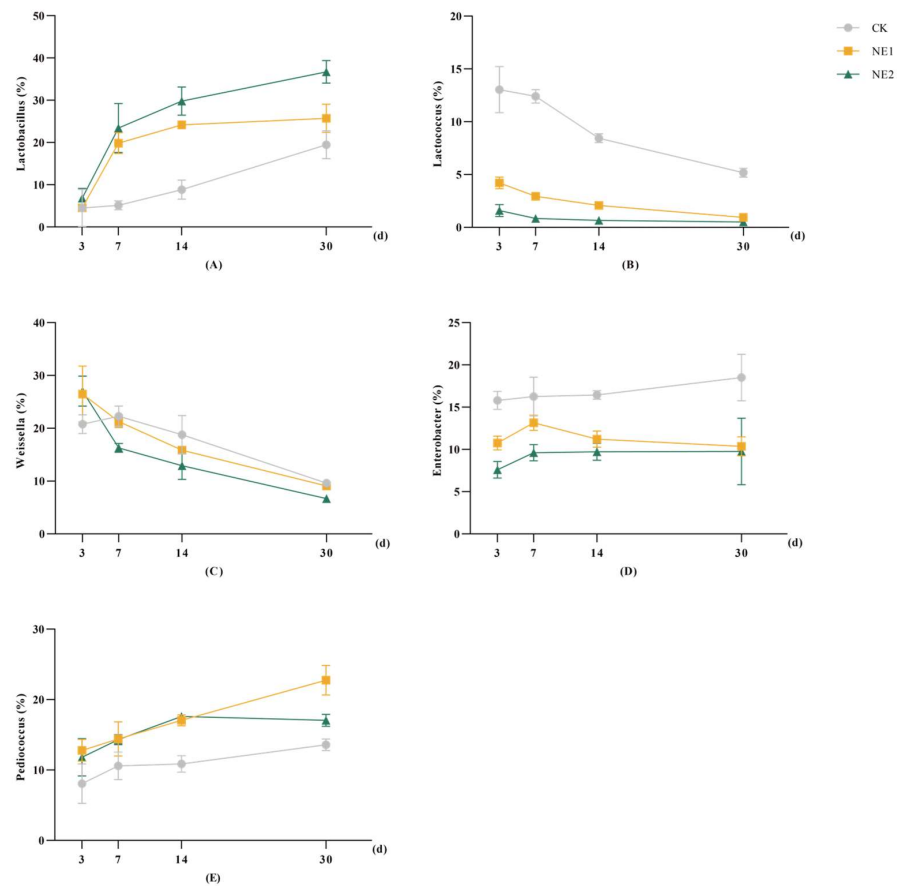 50
40
30
20
10
0
Lactobacillus (%)
3 7 14 30 (d)
(A)
20
15
10
5
0
Lactococcus (%)
3 7 14 30 (d)
(B)
CK
NE1
NE2
40
30
20
10
0
Weissella (%)
3 7 14 30 (d)
(C)
25
20
15
10
5
0
Enterobacter (%)
3 7 14 30 (d)
(D)
30
20
10
0
Pediococcus (%)
3 7 14 30 (d)
(E)